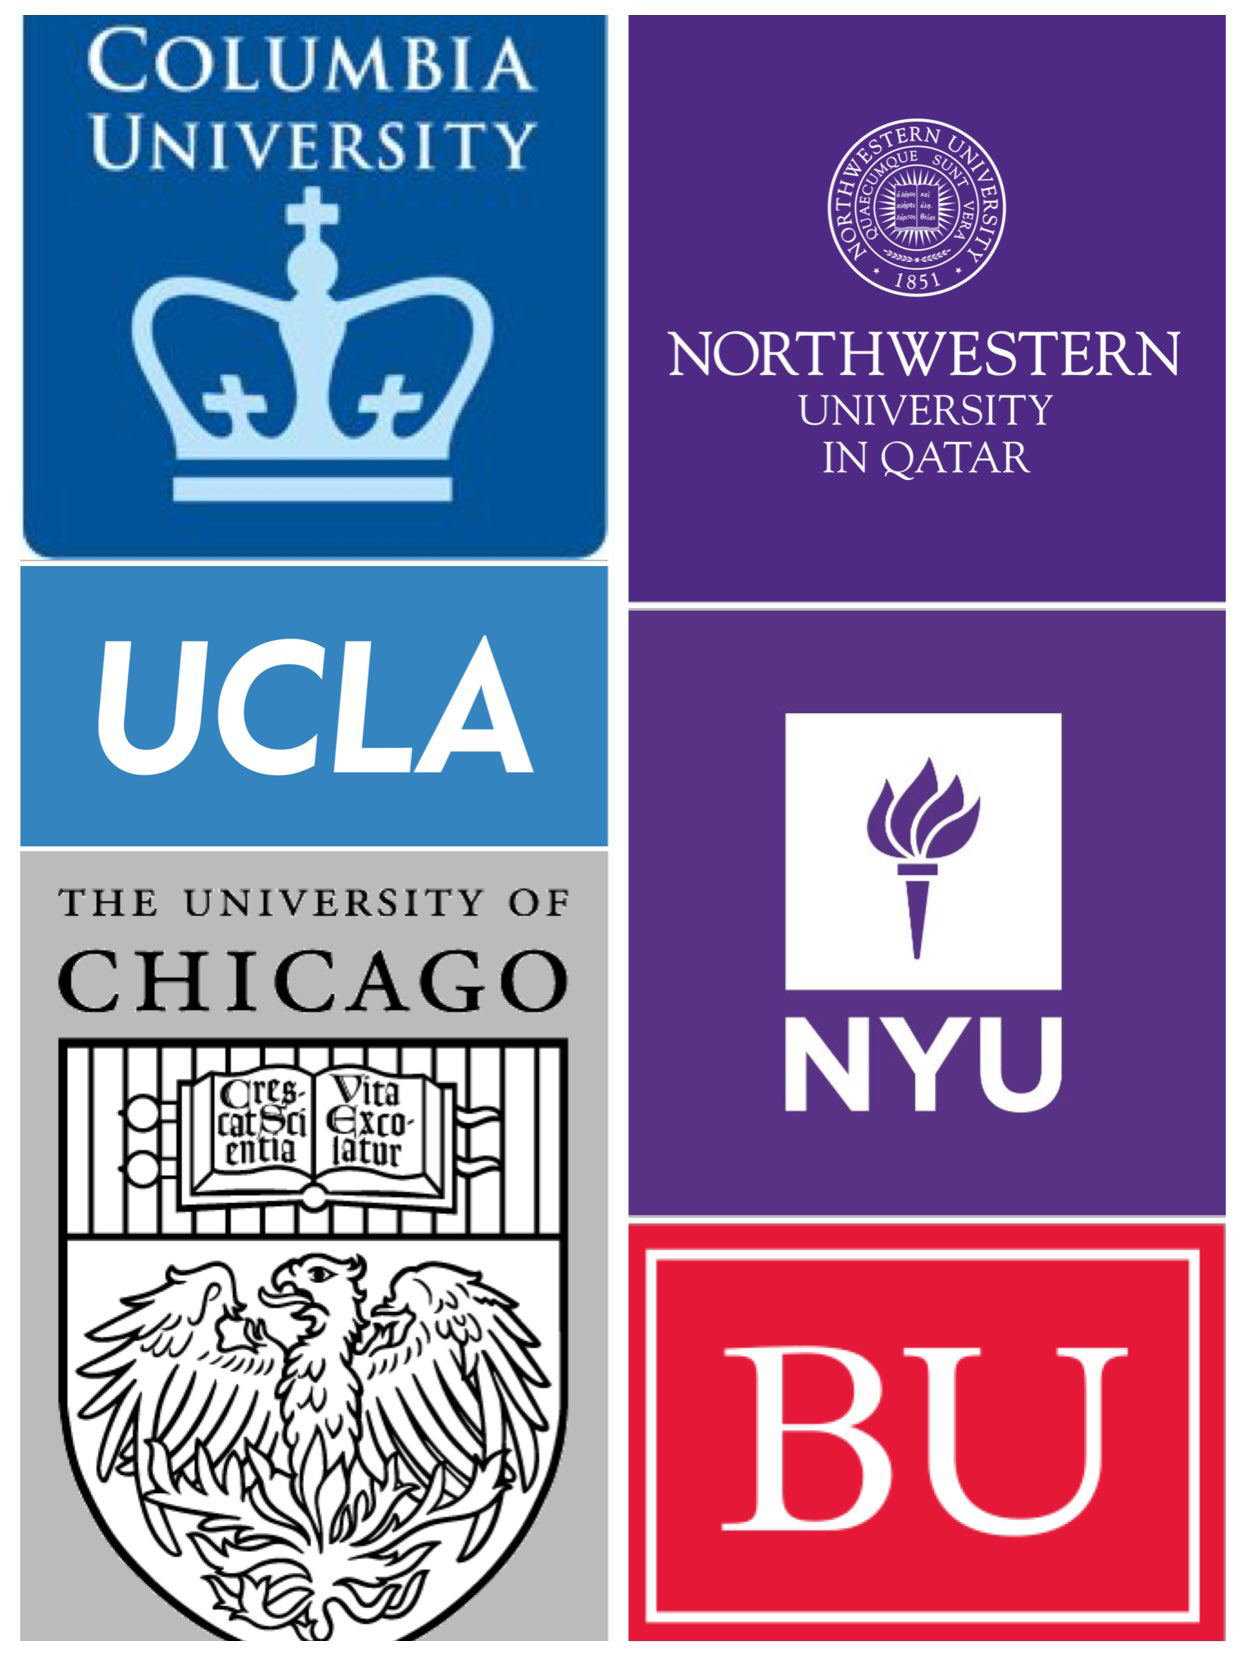 COLUMBIA
UNIVERSITY
UCLA
THE UNIVERSITY OF
CHICAGO
Cres-
cat Sci
entia
Vita
Exco-
latur
NORTHWESTERN UNIVERSITY
QUAECUMQUE SUNT VERA
1851
NORTHWESTERN
UNIVERSITY
IN QATAR
NYU
BU